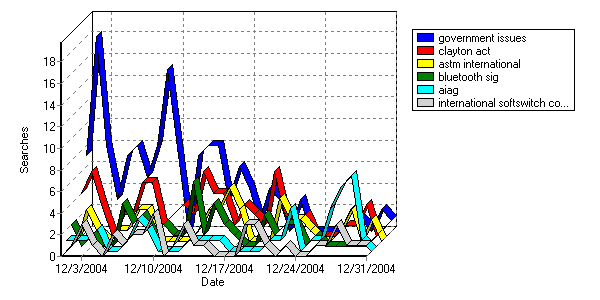 18
16
14
12
10
8
6
4
2
0
Searches
12/3/2004 12/10/2004 12/17/2004 12/24/2004 12/31/2004
Date
government issues
clayton act
astm international
bluetooth sig
aiag
international softswitch co...